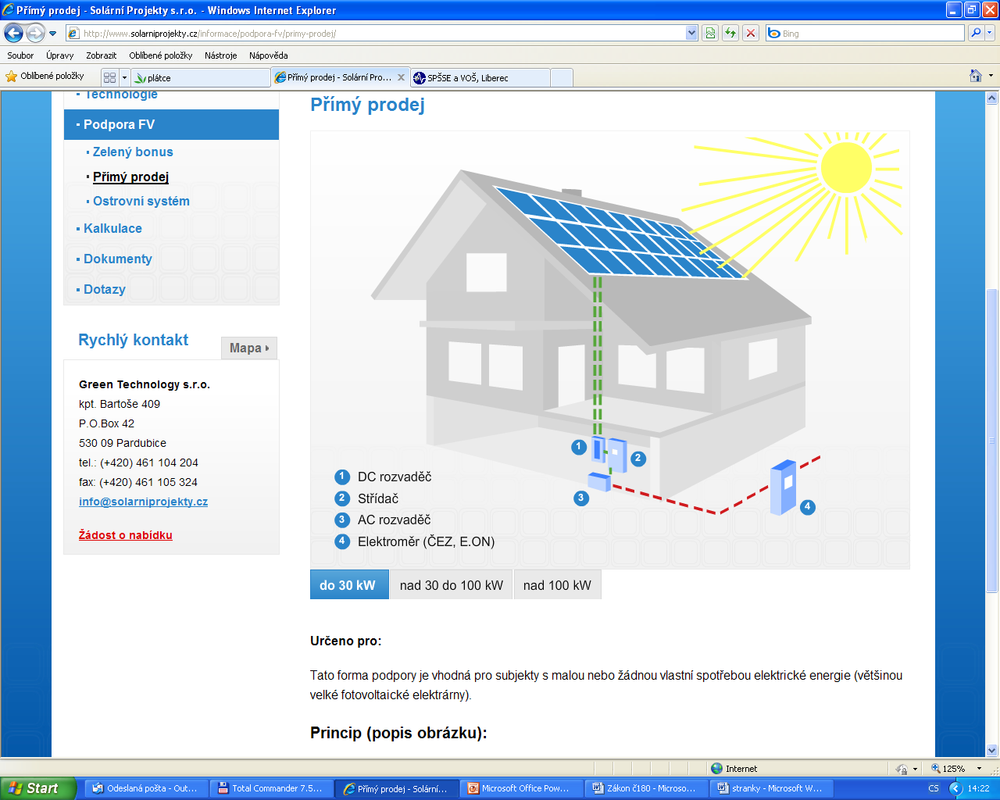 Přímý prodej - Solární Projekty s.r.o. - Windows Internet Explorer
http://www.solarniprojekty.cz/informace/podpora-fv/primy-prodej/
Bing
Soubor Úpravy Zobrazit Oblíbené položky Nástroje Nápověda
Oblíbené položky
plátce
Přímý prodej - Solární Pro...
SPŠSE a VOŠ, Liberec
Technologie
Podpora FV
Zelený bonus
Přímý prodej
Ostrovní systém
Kalkulace
Dokumenty
Dotazy
Rychlý kontakt
Mapa
Green Technology s.r.o.
kpt. Bartoše 409
P.O.Box 42
530 09 Pardubice
tel.: (+420) 461 104 204
fax: (+420) 461 105 324
info@solarniprojekty.cz
Žádost o nabídku
Přímý prodej
1
2
3
4
1 DC rozvaděč
2 Střídač
3 AC rozvaděč
4 Elektroměr (ČEZ, E.ON)
do 30 kW nad 30 do 100 kW nad 100 kW
Určeno pro:
Tato forma podpory je vhodná pro subjekty s malou nebo žádnou vlastní spotřebou elektrické energie (většinou
velké fotovoltaické elektrárny).
Princip (popis obrázku):
Internet
125%
Start
Odeslaná pošta - Out...
Total Commander 7.5...
Přímý prodej - Solární...
Microsoft Office Pow...
Zákon č180 - Microso...
stranky - Microsoft W...
CS
14:22